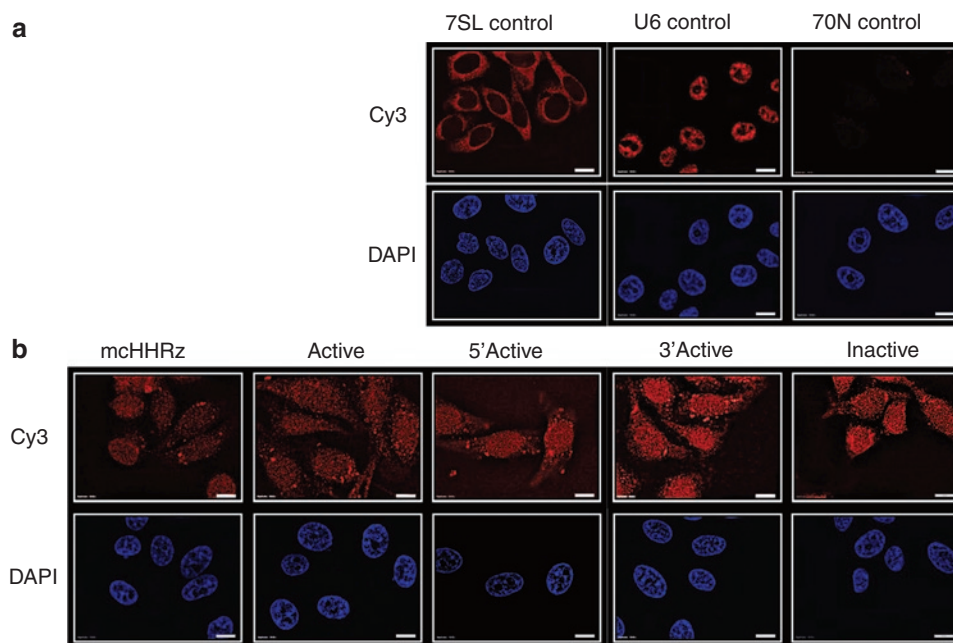 a
7SL control U6 control 70N control
Cy3
DAPI
b
mcHHRz Active 5'Active 3'Active Inactive
Cy3
DAPI